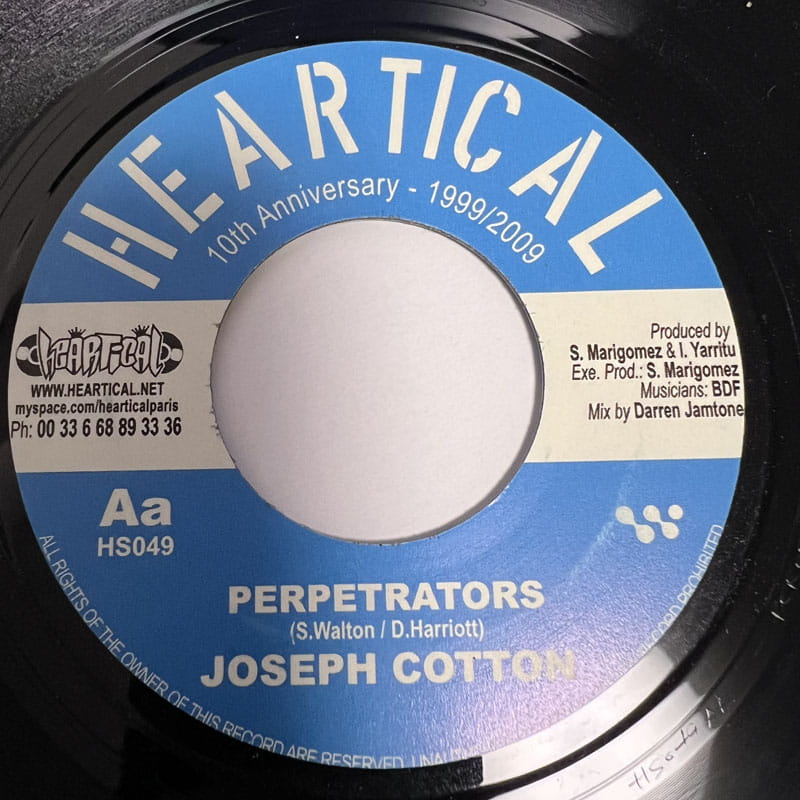 HEARTICAL
10th Anniversary - 1999/2009
HEARTICAL
WWW.HEARTICAL.NET
myspace.com/hearticalparis
Ph: 00 33 6 68 89 33 36
Produced by
S. Marigomez & I. Yarritu
Exe. Prod.: S. Marigomez
Musicians: BDF
Mix by Darren Jamtone
Aa
HS049
PERPETRATORS
(S.Walton / D.Harriott)
JOSEPH COTTON
ALL RIGHTS OF THE OWNER OF THIS RECORD ARE RESERVED. RECORD PROHIBITED